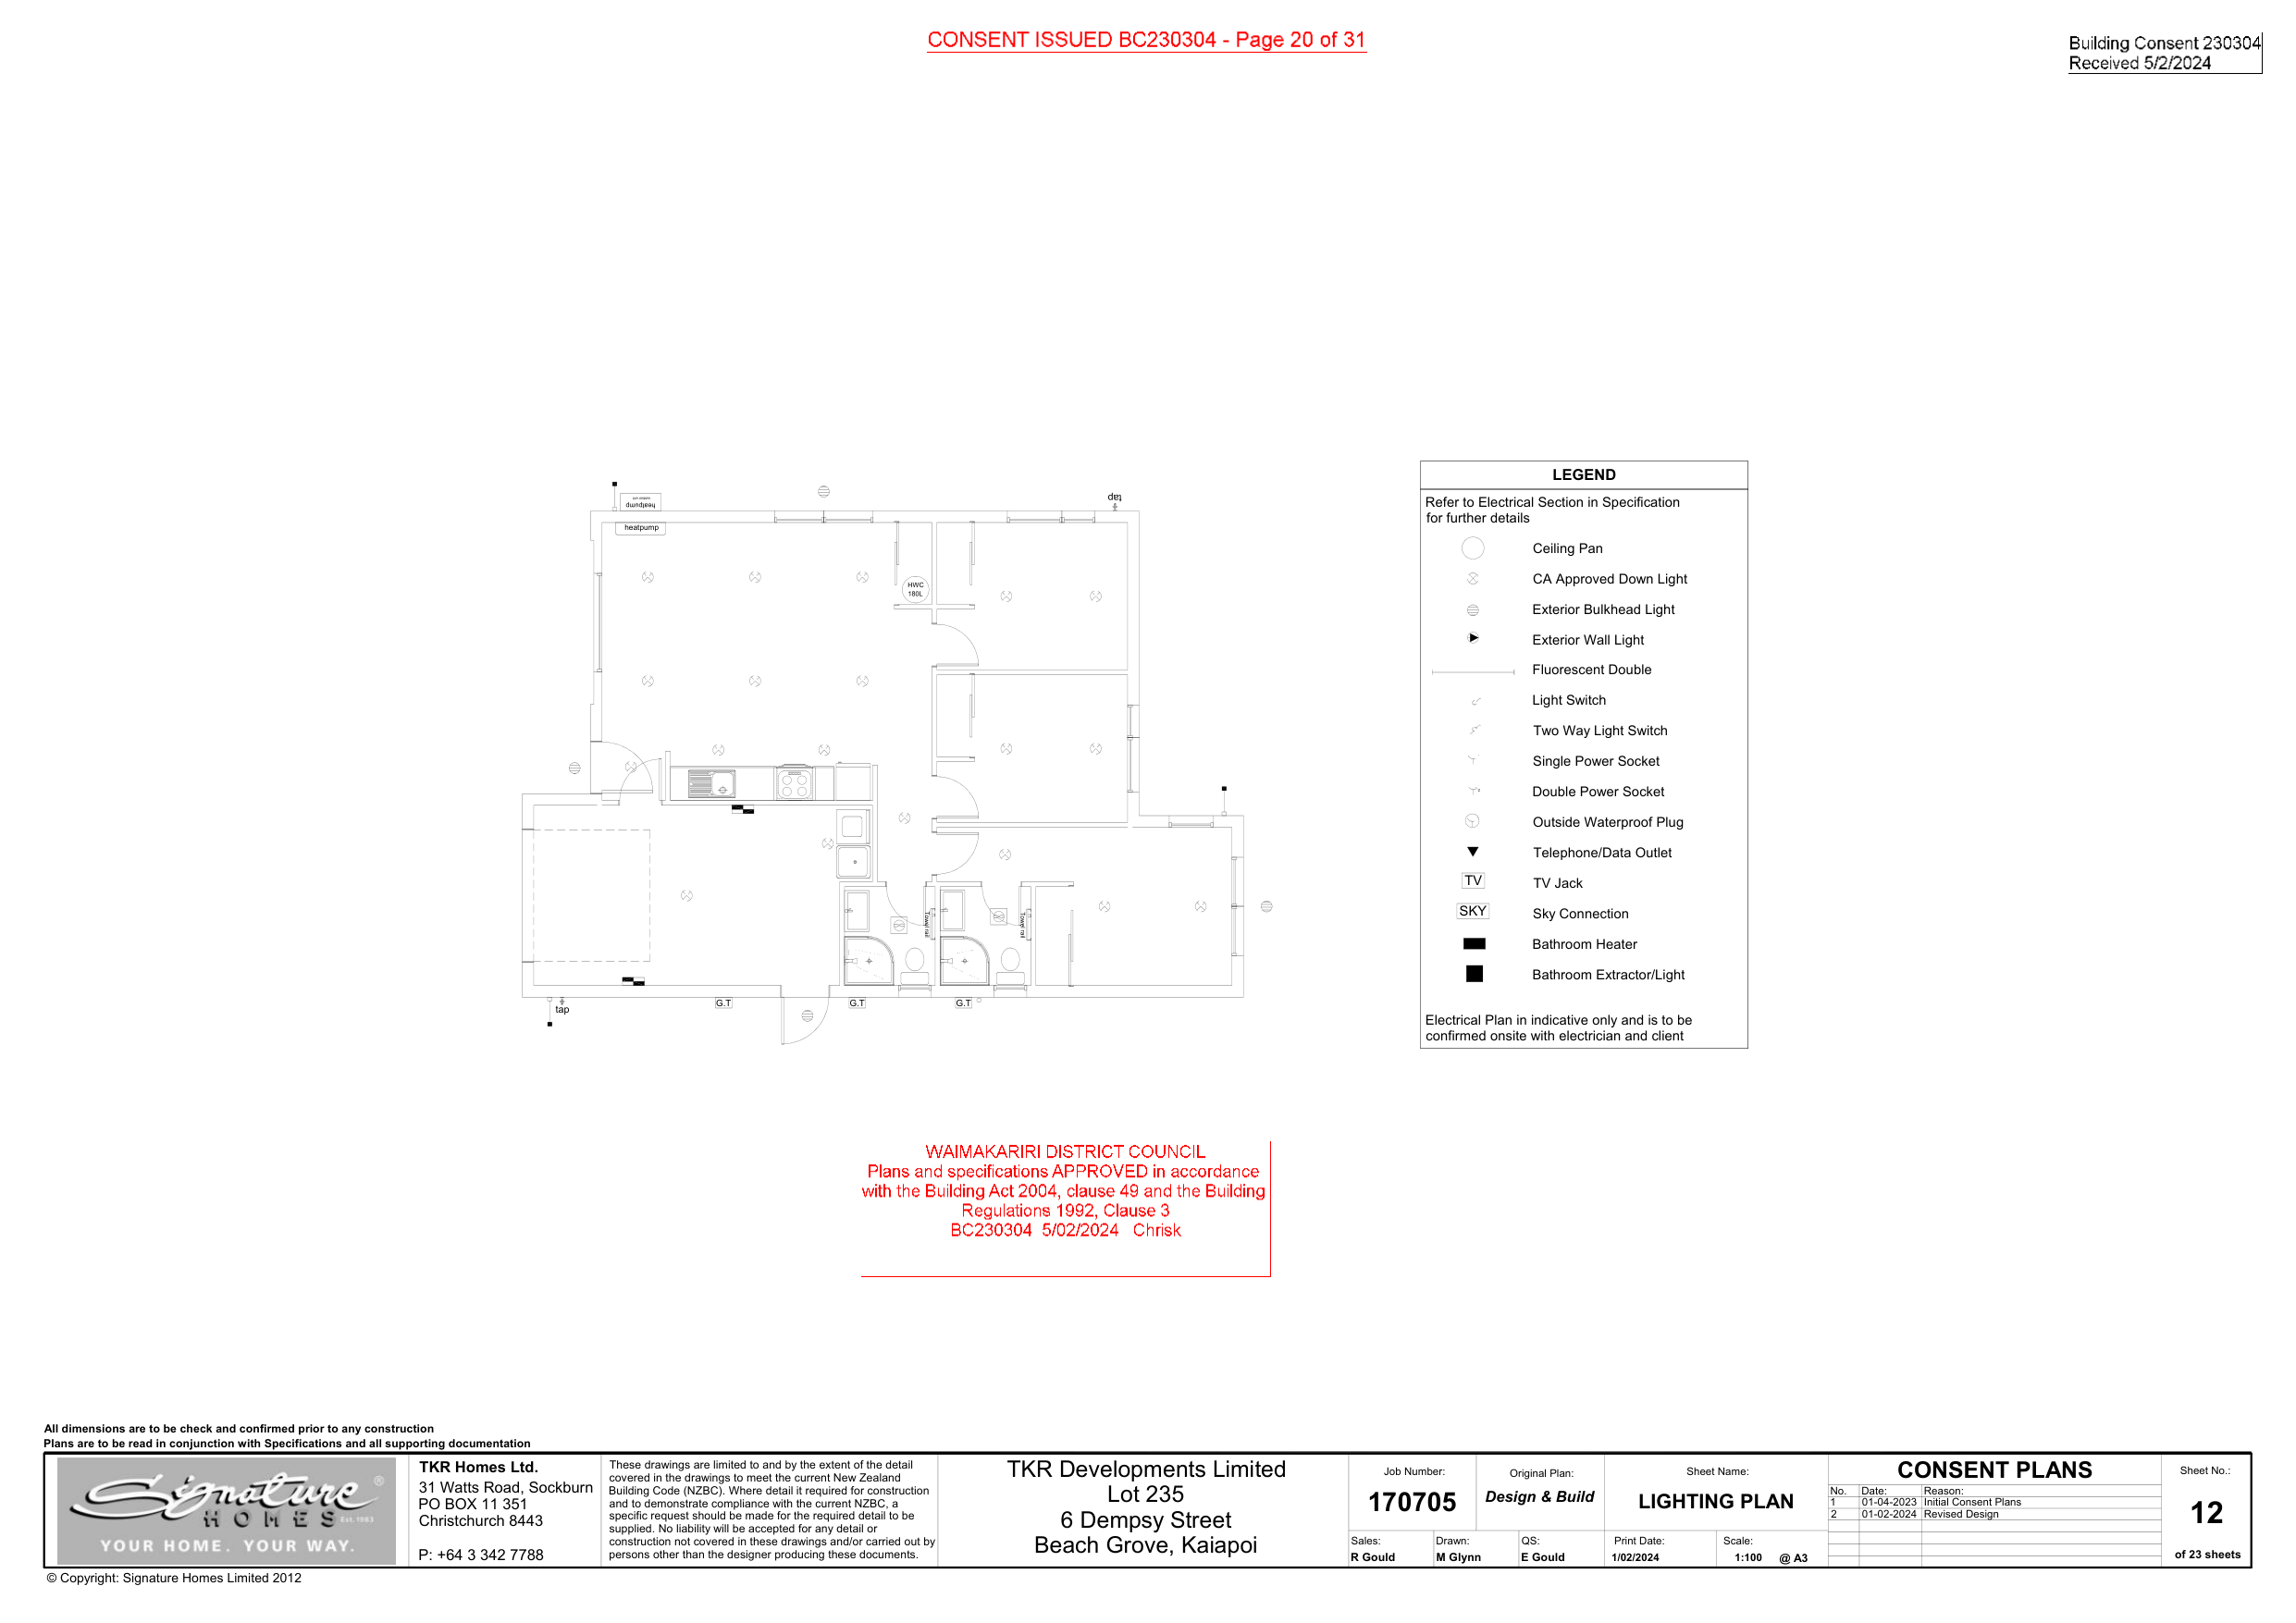 CONSENT ISSUED BC230304 - Page 20 of 31
Building Consent 230304
Received 5/2/2024
heatpump
heatpump
tap
HWC
180L
Towel rail
Towel rail
G.T
G.T
G.T
tap
LEGEND
Refer to Electrical Section in Specification
for further details
Ceiling Pan
CA Approved Down Light
Exterior Bulkhead Light
Exterior Wall Light
Fluorescent Double
Light Switch
Two Way Light Switch
Single Power Socket
Double Power Socket
Outside Waterproof Plug
Telephone/Data Outlet
TV TV Jack
SKY Sky Connection
Bathroom Heater
Bathroom Extractor/Light
Electrical Plan in indicative only and is to be
confirmed onsite with electrician and client
WAIMAKARIRI DISTRICT COUNCIL
Plans and specifications APPROVED in accordance
with the Building Act 2004, clause 49 and the Building
Regulations 1992, Clause 3
BC230304 5/02/2024 Chrisk
All dimensions are to be check and confirmed prior to any construction
Plans are to be read in conjunction with Specifications and all supporting documentation
Signature ®
HOMES Est. 1983
YOUR HOME. YOUR WAY.
TKR Homes Ltd.
31 Watts Road, Sockburn
PO BOX 11 351
Christchurch 8443
P: +64 3 342 7788
These drawings are limited to and by the extent of the detail
covered in the drawings to meet the current New Zealand
Building Code (NZBC). Where detail it required for construction
and to demonstrate compliance with the current NZBC, a
specific request should be made for the required detail to be
supplied. No liability will be accepted for any detail or
construction not covered in these drawings and/or carried out by
persons other than the designer producing these documents.
TKR Developments Limited
Lot 235
6 Dempsy Street
Beach Grove, Kaiapoi
Job Number:
170705
Original Plan:
Design & Build
Sheet Name:
LIGHTING PLAN
Sales:
R Gould
Drawn:
M Glynn
QS:
E Gould
Print Date:
1/02/2024
Scale:
1:100 @ A3
CONSENT PLANS
No. Date: Reason:
1 01-04-2023 Initial Consent Plans
2 01-02-2024 Revised Design
Sheet No.:
12
of 23 sheets
© Copyright: Signature Homes Limited 2012